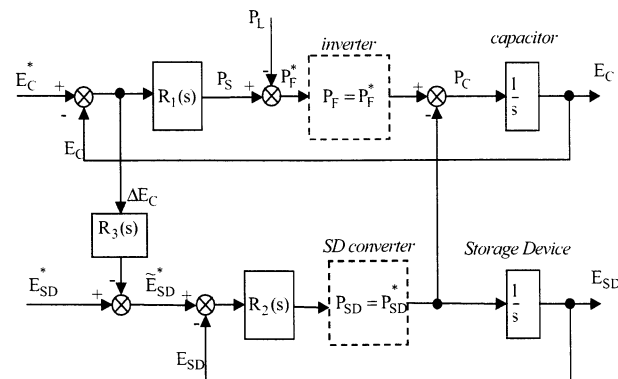 P_L
inverter
capacitor
E_C^*
+
-
R_1(s)
P_S
+
-
P_F^*
P_F = P_F^*
+
-
P_C
1
s
E_C
E_C
ΔE_C
R_3(s)
SD converter
Storage Device
E_SD^*
+
-
Ẽ_SD^*
+
-
R_2(s)
P_SD = P_SD^*
1
s
E_SD
E_SD